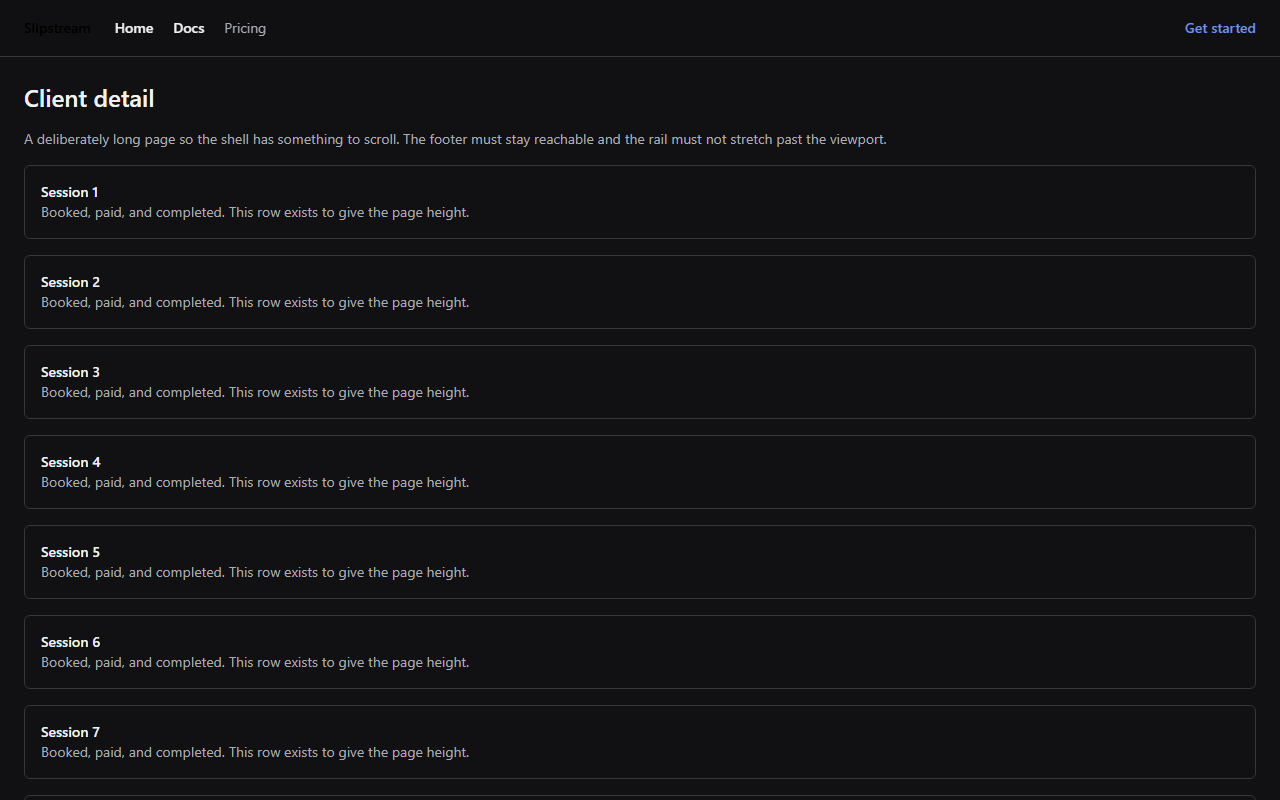 Slipstream Home Docs Pricing Get started
Client detail
A deliberately long page so the shell has something to scroll. The footer must stay reachable and the rail must not stretch past the viewport.
Session 1
Booked, paid, and completed. This row exists to give the page height.
Session 2
Booked, paid, and completed. This row exists to give the page height.
Session 3
Booked, paid, and completed. This row exists to give the page height.
Session 4
Booked, paid, and completed. This row exists to give the page height.
Session 5
Booked, paid, and completed. This row exists to give the page height.
Session 6
Booked, paid, and completed. This row exists to give the page height.
Session 7
Booked, paid, and completed. This row exists to give the page height.